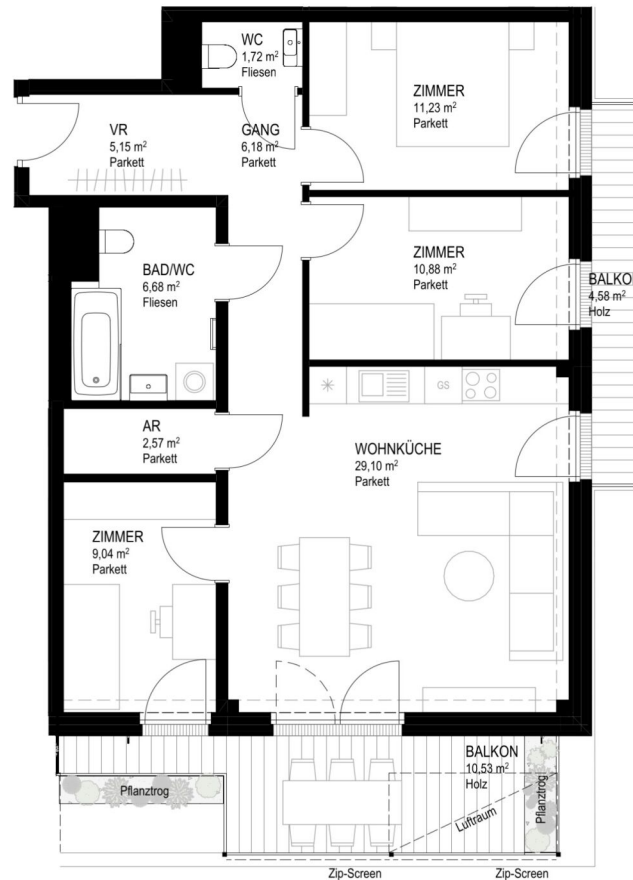 WC
1,72 m²
Fliesen
ZIMMER
11,23 m²
Parkett
VR
5,15 m²
Parkett
GANG
6,18 m²
Parkett
ZIMMER
10,88 m²
Parkett
BAD/WC
6,68 m²
Fliesen
BALKON
4,58 m²
Holz
GS
AR
2,57 m²
Parkett
WOHNKÜCHE
29,10 m²
Parkett
ZIMMER
9,04 m²
Parkett
BALKON
10,53 m²
Holz
Pflanztrog
Luftraum
Pflanztrog
Zip-Screen
Zip-Screen